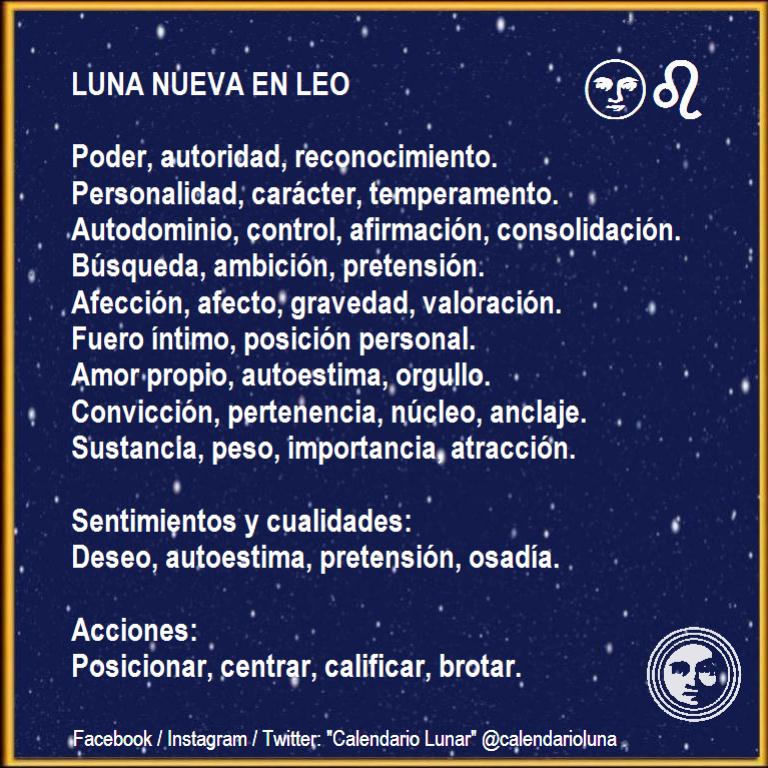 LUNA NUEVA EN LEO
Poder, autoridad, reconocimiento.
Personalidad, carácter, temperamento.
Autodominio, control, afirmación, consolidación.
Búsqueda, ambición, pretensión.
Afección, afecto, gravedad, valoración.
Fuero íntimo, posición personal.
Amor propio, autoestima, orgullo.
Convicción, pertenencia, núcleo, anclaje.
Sustancia, peso, importancia, atracción.
Sentimientos y cualidades:
Deseo, autoestima, pretensión, osadía.
Acciones:
Posicionar, centrar, calificar, brotar.
Facebook / Instagram / Twitter: "Calendario Lunar" @calendarioluna